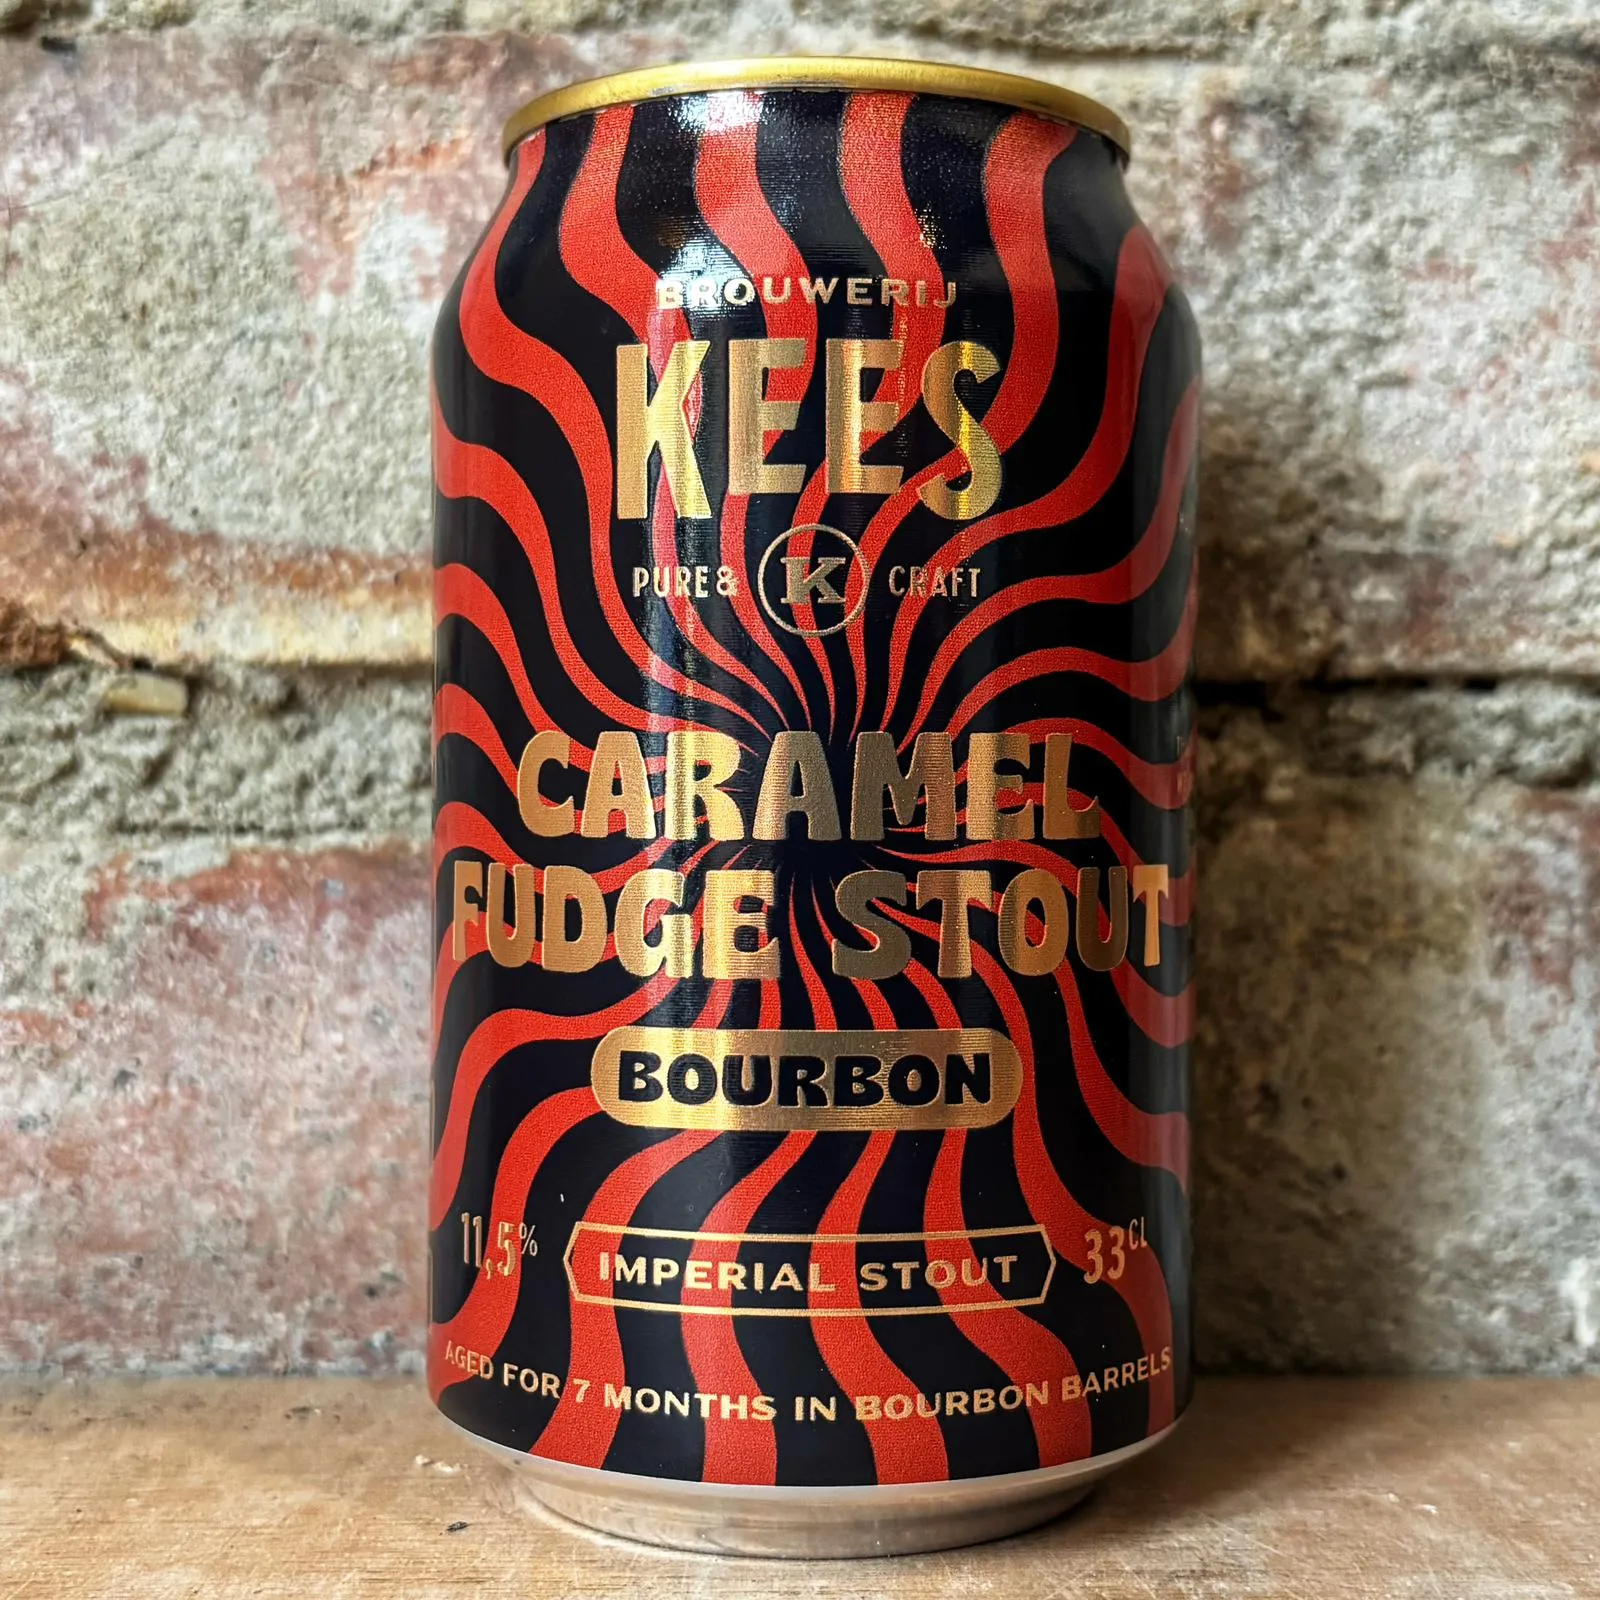 BROUWERIJ
KEES
PURE & K CRAFT
CARAMEL
FUDGE STOUT
BOURBON
11,5% IMPERIAL STOUT 33CL
AGED FOR 7 MONTHS IN BOURBON BARRELS